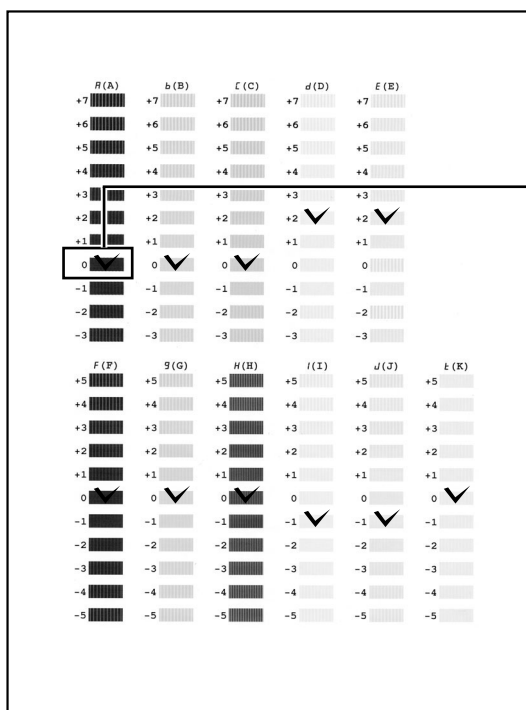 A(A) b(B) C(C) d(D) E(E)
+7 +7 +7 +7 +7
+6 +6 +6 +6 +6
+5 +5 +5 +5 +5
+4 +4 +4 +4 +4
+3 +3 +3 +3 +3
+2 +2 +2 +2 +2
+1 +1 +1 +1 +1
0 0 0 0 0
-1 -1 -1 -1 -1
-2 -2 -2 -2 -2
-3 -3 -3 -3 -3
F(F) g(G) H(H) I(I) J(J) t(K)
+5 +5 +5 +5 +5 +5
+4 +4 +4 +4 +4 +4
+3 +3 +3 +3 +3 +3
+2 +2 +2 +2 +2 +2
+1 +1 +1 +1 +1 +1
0 0 0 0 0 0
-1 -1 -1 -1 -1 -1
-2 -2 -2 -2 -2 -2
-3 -3 -3 -3 -3 -3
-4 -4 -4 -4 -4 -4
-5 -5 -5 -5 -5 -5